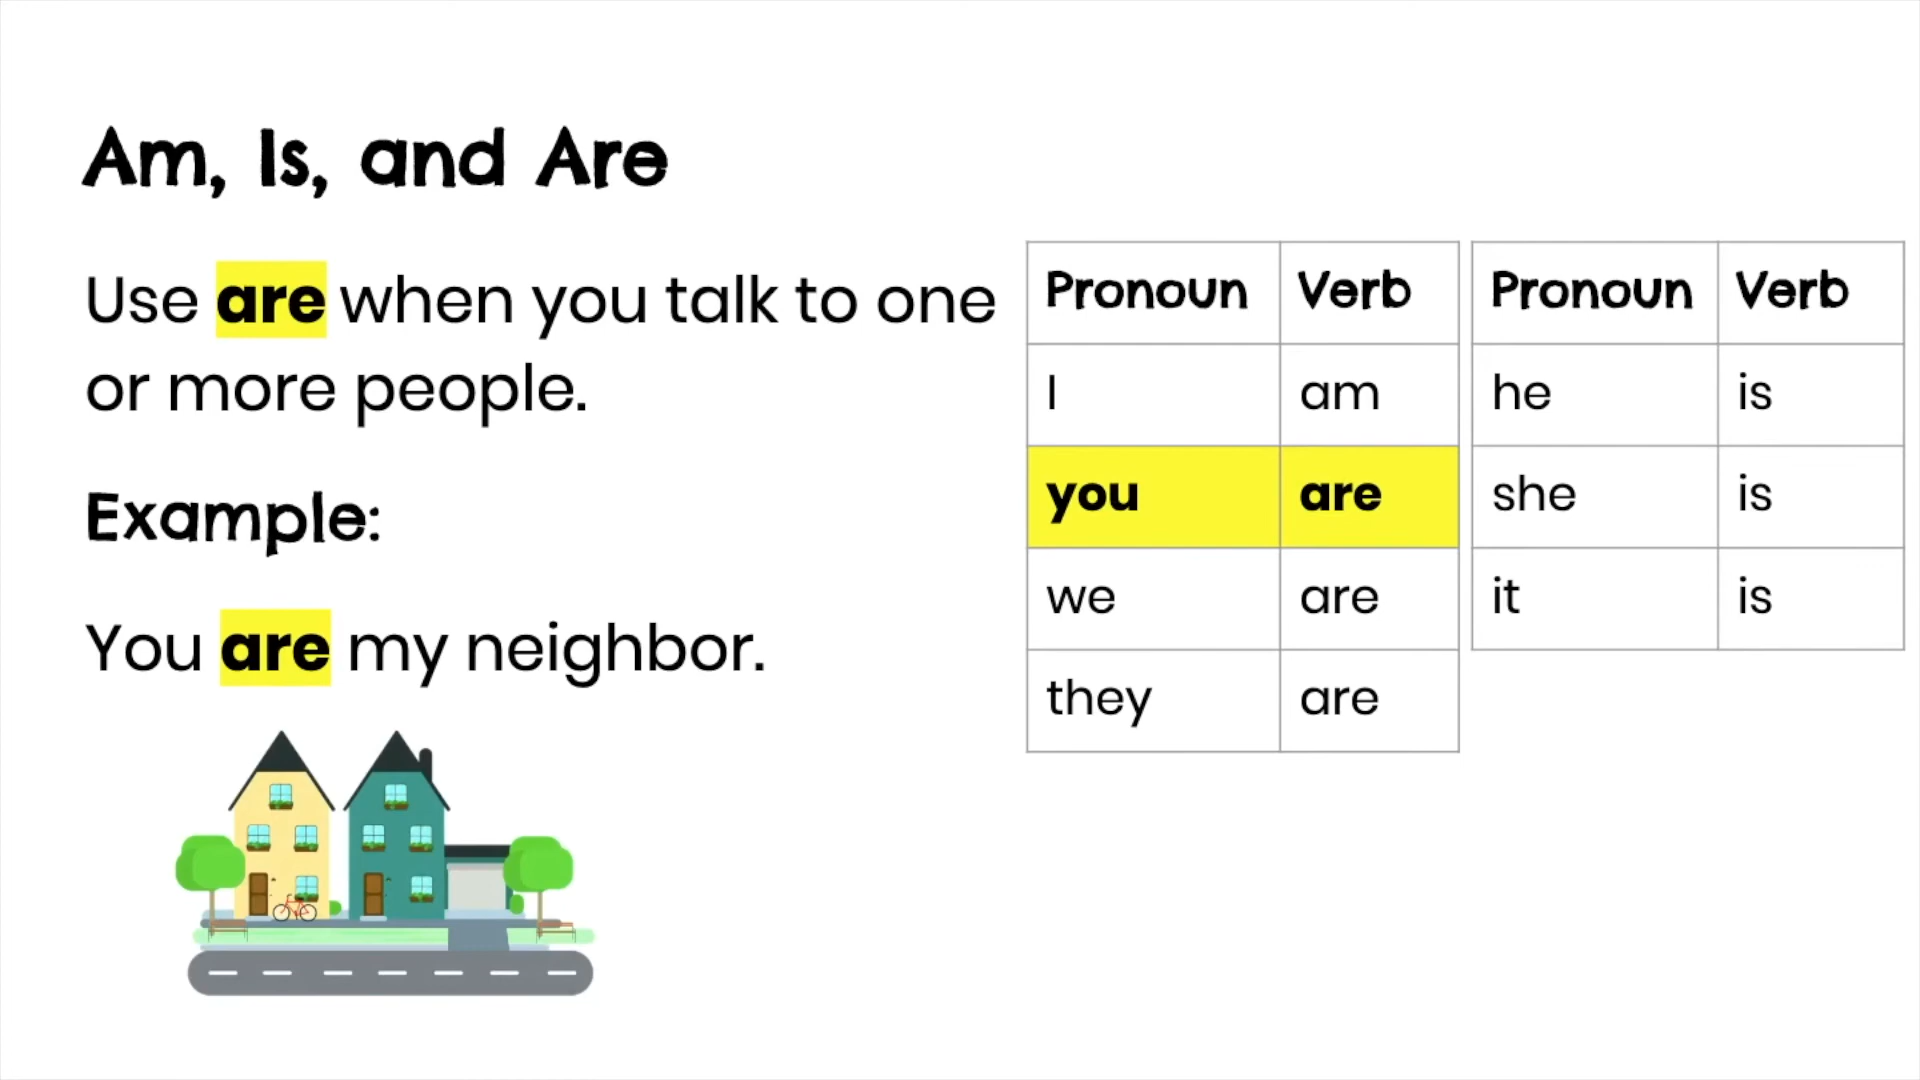 Am, Is, and Are
Use are when you talk to one
or more people.
Example:
You are my neighbor.
Pronoun Verb
I am
you are
we are
they are
Pronoun Verb
he is
she is
it is